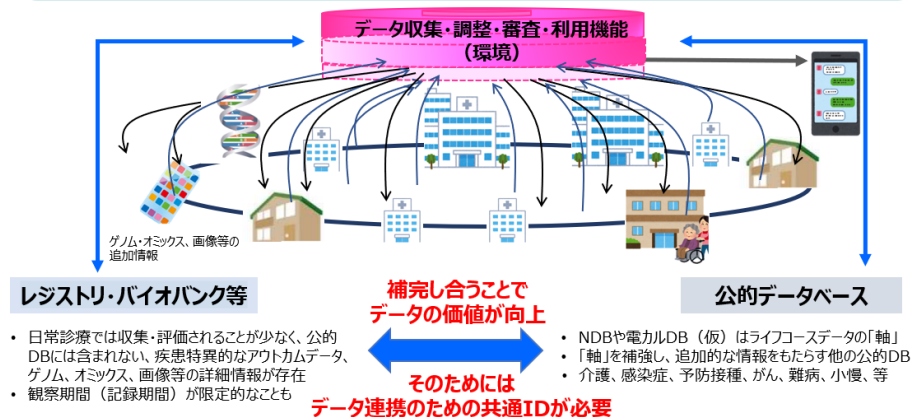 データ収集・調整・審査・利用機能
（環境）
ゲノム・オミックス、画像等の
追加情報
レジストリ・バイオバンク等
補完し合うことで
データの価値が向上
公的データベース
• 日常診療では収集・評価されることが少なく、公的
DBには含まれない、疾患特異的なアウトカムデータ、
ゲノム、オミックス、画像等の詳細情報が存在
• 観察期間（記録期間）が限定的なことも
• NDBや電カルDB（仮）はライフコースデータの「軸」
• 「軸」を補強し、追加的な情報をもたらす他の公的DB
• 介護、感染症、予防接種、がん、難病、小慢、等
そのためには
データ連携のための共通IDが必要